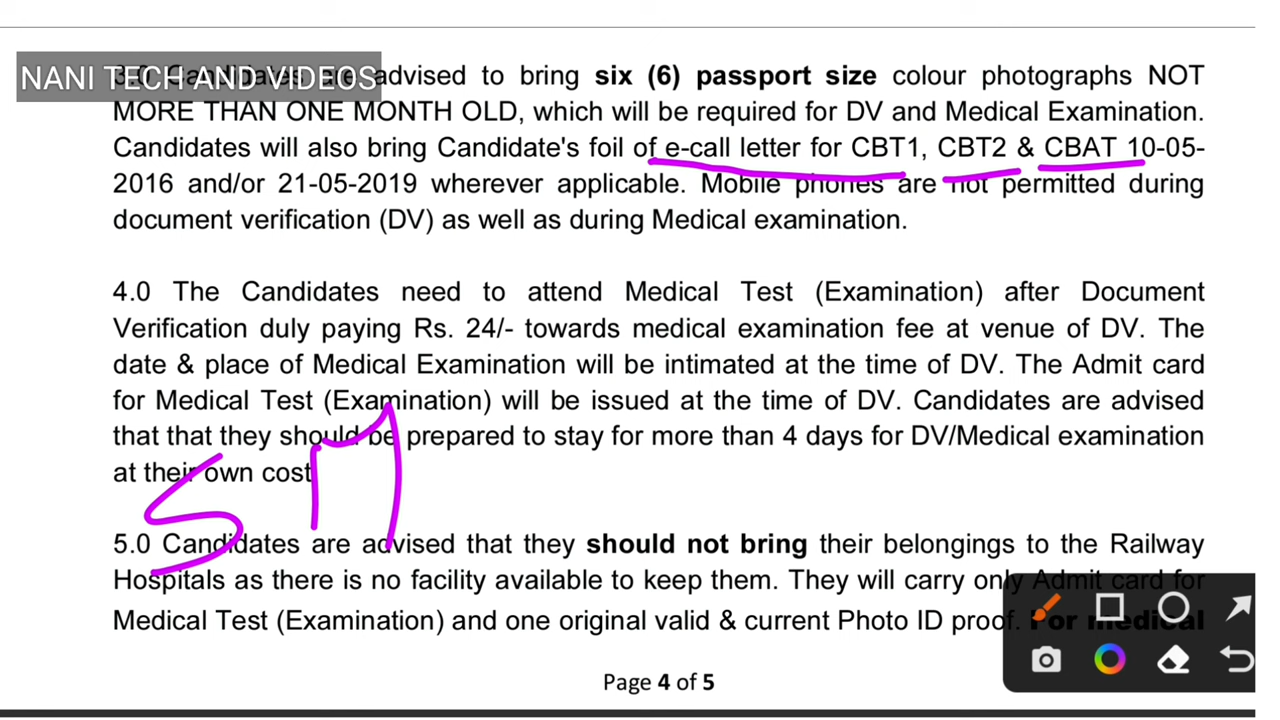 NANI TECH AND VIDEOS
3.0 Candidates are advised to bring six (6) passport size colour photographs NOT
MORE THAN ONE MONTH OLD, which will be required for DV and Medical Examination.
Candidates will also bring Candidate's foil of e-call letter for CBT1, CBT2 & CBAT 10-05-
2016 and/or 21-05-2019 wherever applicable. Mobile phones are not permitted during
document verification (DV) as well as during Medical examination.
4.0 The Candidates need to attend Medical Test (Examination) after Document
Verification duly paying Rs. 24/- towards medical examination fee at venue of DV. The
date & place of Medical Examination will be intimated at the time of DV. The Admit card
for Medical Test (Examination) will be issued at the time of DV. Candidates are advised
that that they should be prepared to stay for more than 4 days for DV/Medical examination
at their own cost
5.0 Candidates are advised that they should not bring their belongings to the Railway
Hospitals as there is no facility available to keep them. They will carry only Admit card for
Medical Test (Examination) and one original valid & current Photo ID proof. For medical
Page 4 of 5
SM